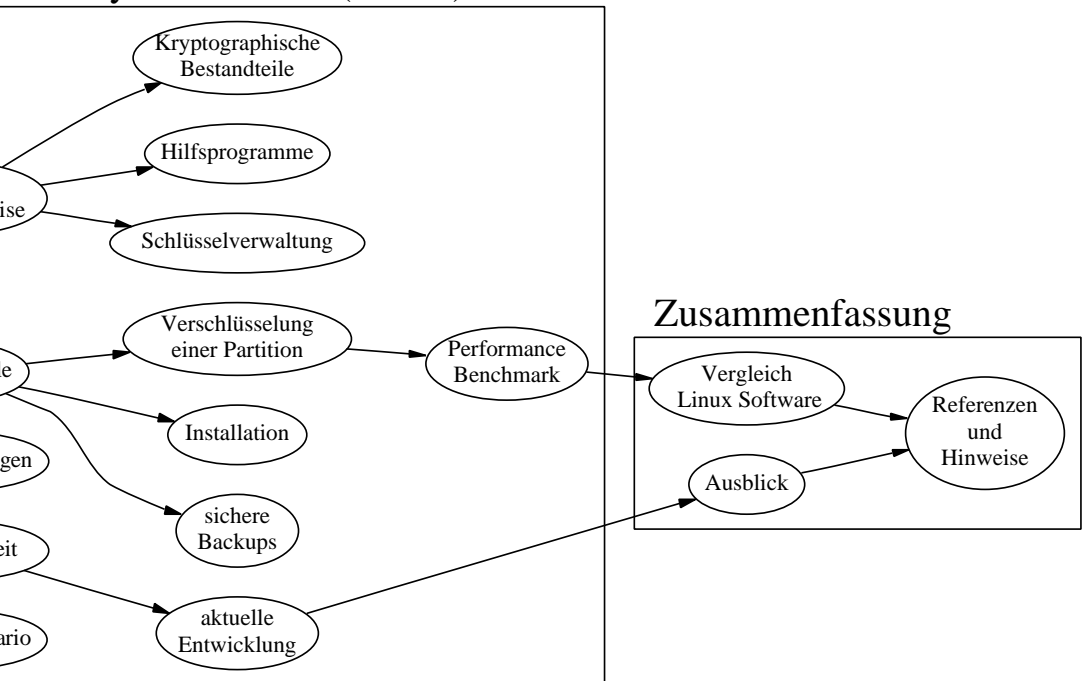 Kryptographische
Bestandteile
Hilfsprogramme
Schlüsselverwaltung
Verschlüsselung
einer Partition
Performance
Benchmark
Installation
sichere
Backups
aktuelle
Entwicklung
Zusammenfassung
Vergleich
Linux Software
Ausblick
Referenzen
und
Hinweise